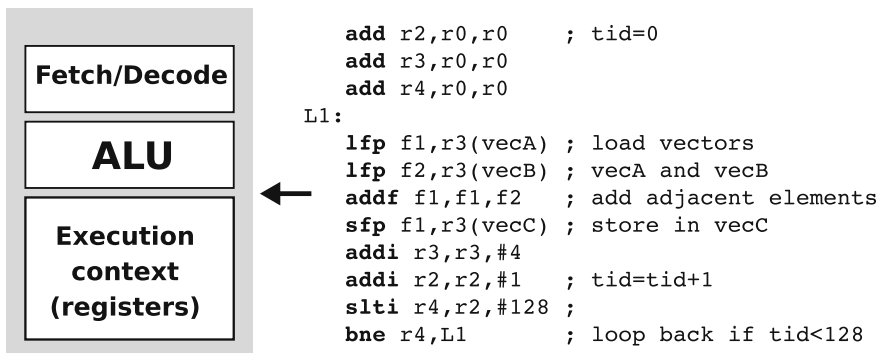 Fetch/Decode
ALU
Execution
context
(registers)
add r2,r0,r0 ; tid=0
add r3,r0,r0
add r4,r0,r0
L1:
lfp f1,r3(vecA) ; load vectors
lfp f2,r3(vecB) ; vecA and vecB
addf f1,f1,f2 ; add adjacent elements
sfp f1,r3(vecC) ; store in vecC
addi r3,r3,#4
addi r2,r2,#1 ; tid=tid+1
slti r4,r2,#128 ;
bne r4,L1 ; loop back if tid<128